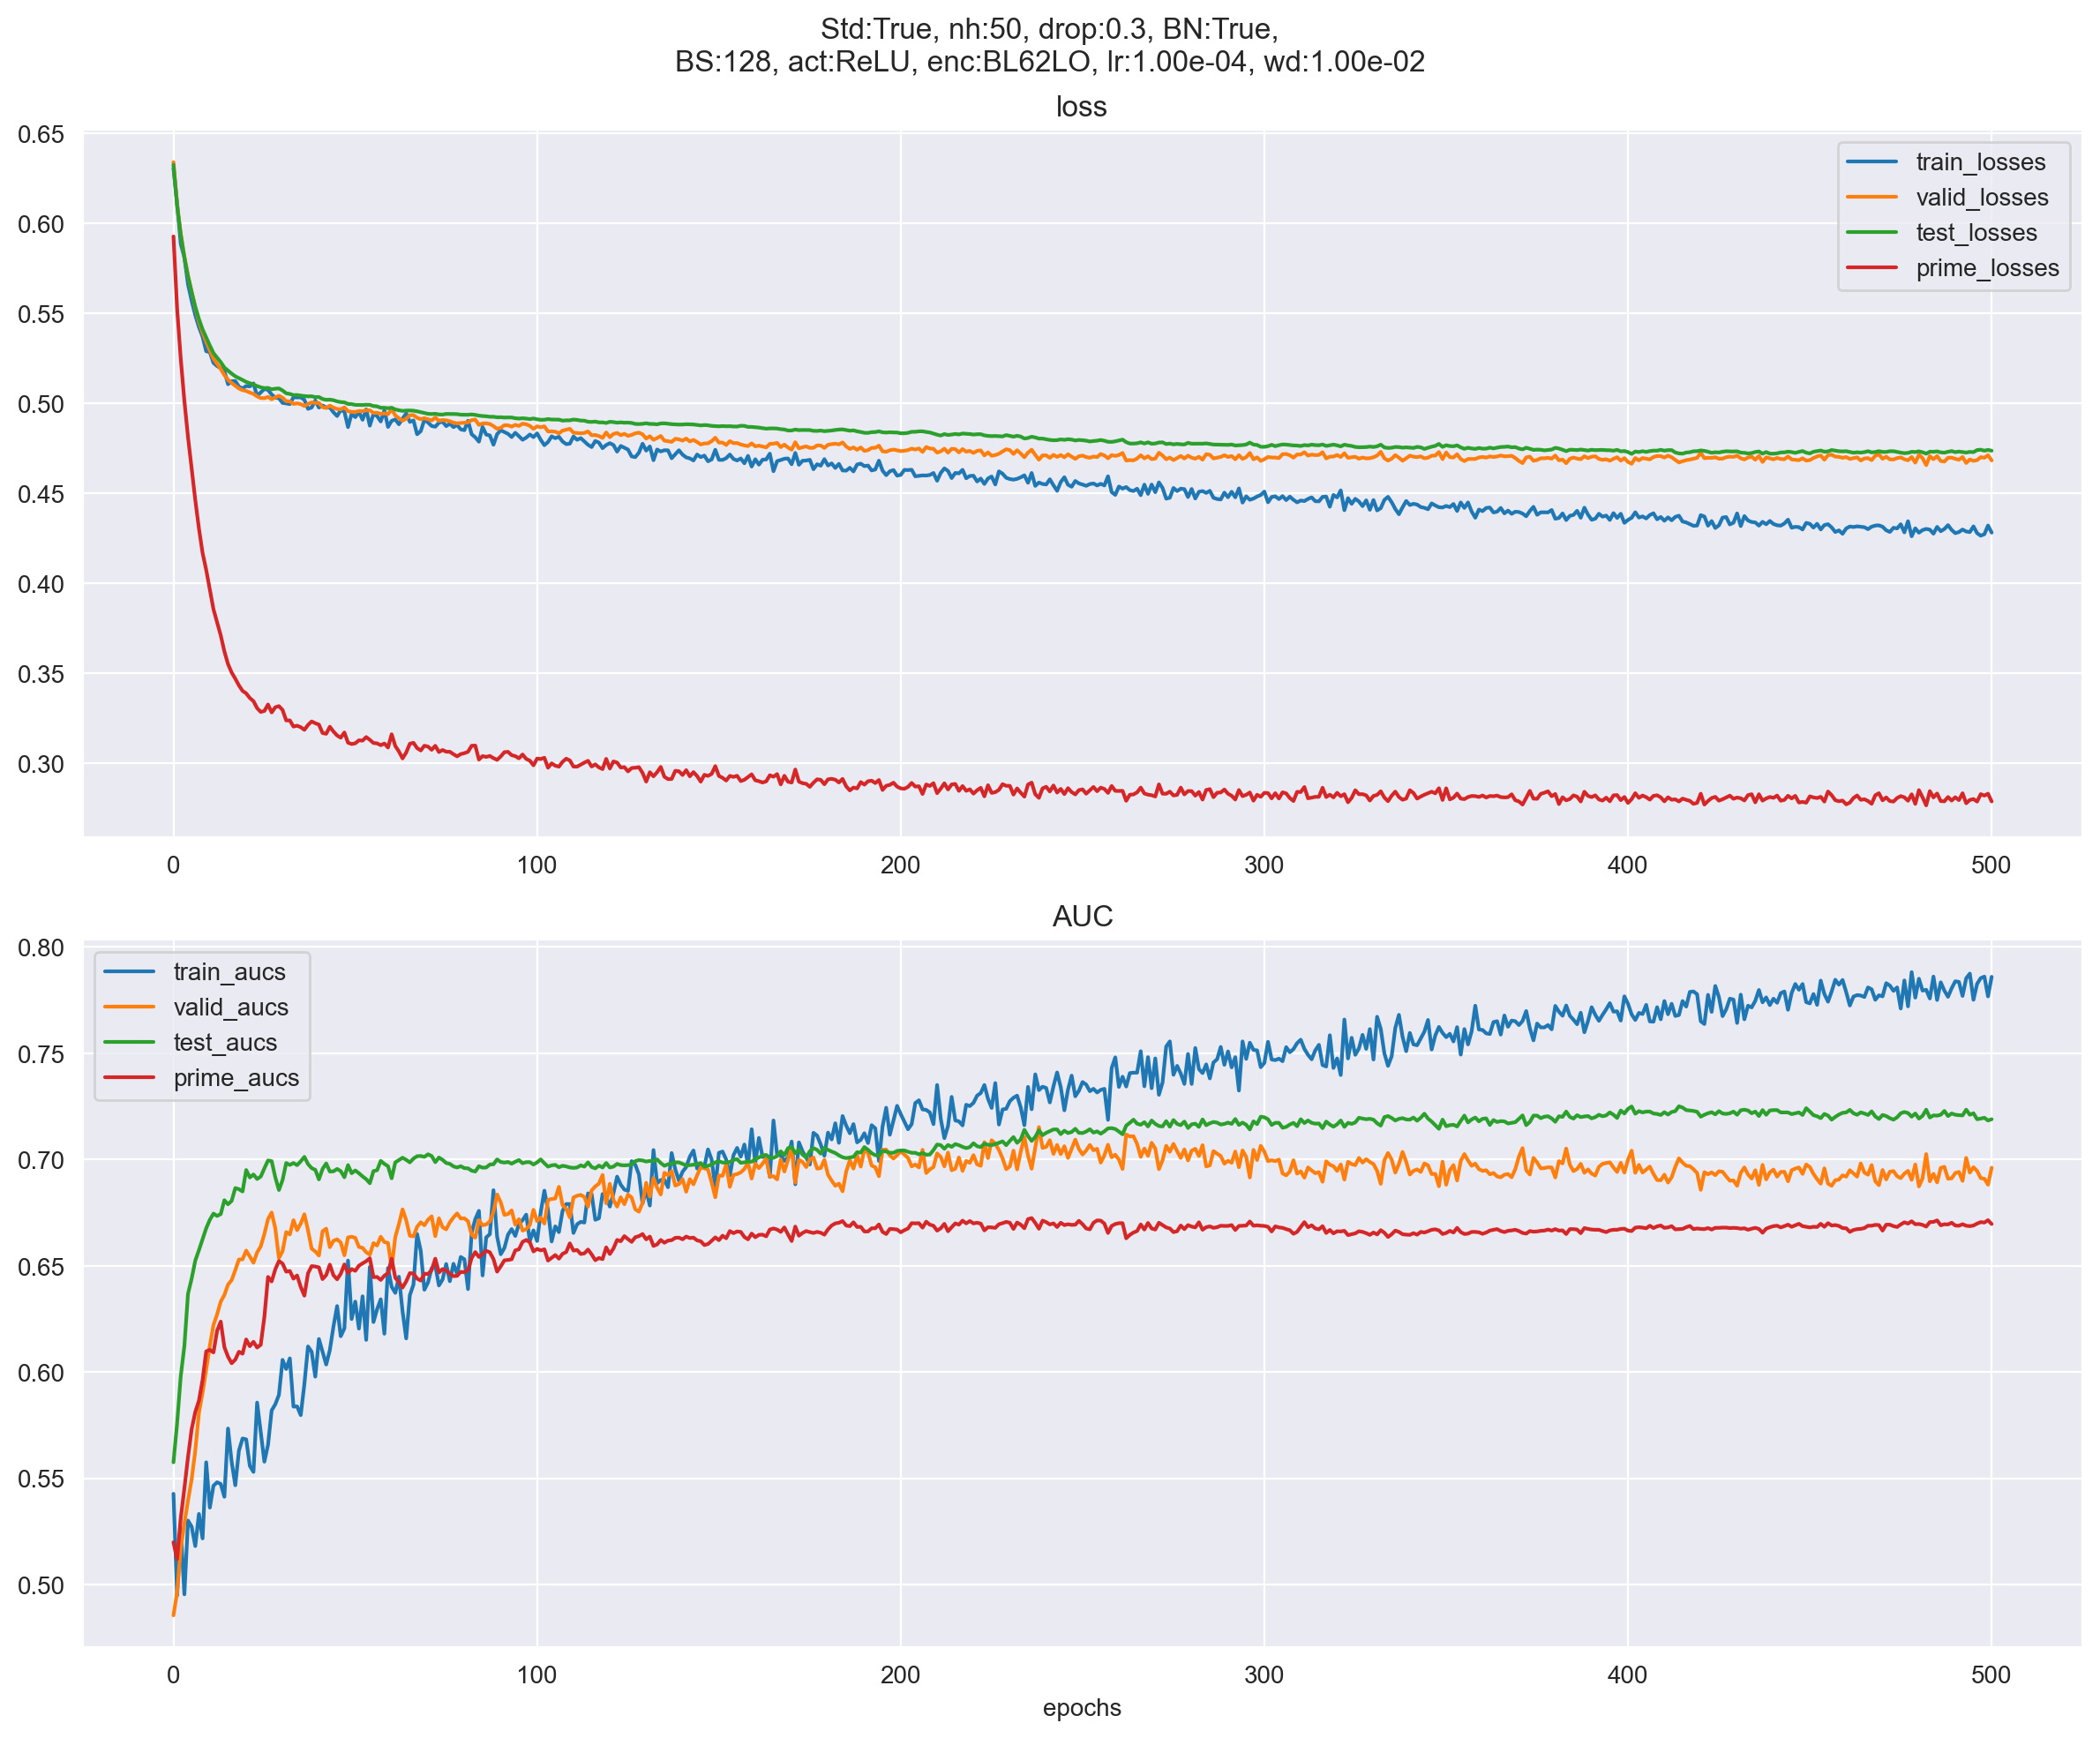 Std:True, nh:50, drop:0.3, BN:True,
BS:128, act:ReLU, enc:BL62LO, lr:1.00e-04, wd:1.00e-02
loss
0.65
0.60
0.55
0.50
0.45
0.40
0.35
0.30
train_losses
valid_losses
test_losses
prime_losses
0 100 200 300 400 500
AUC
0.80
0.75
0.70
0.65
0.60
0.55
0.50
train_aucs
valid_aucs
test_aucs
prime_aucs
0 100 200 300 400 500
epochs